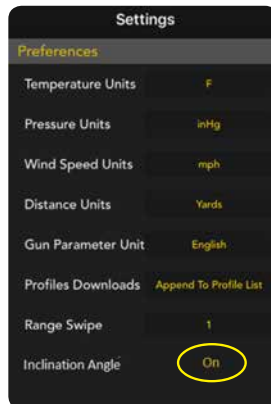 Settings
Preferences
Temperature Units F
Pressure Units inHg
Wind Speed Units mph
Distance Units Yards
Gun Parameter Unit English
Profiles Downloads Append To Profile List
Range Swipe 1
Inclination Angle On